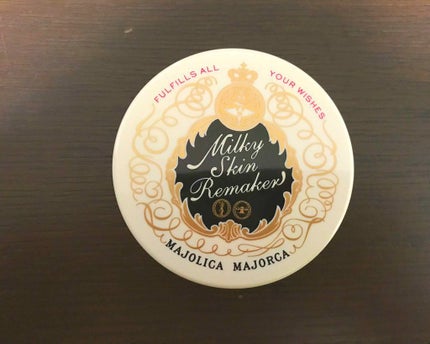 FULFILLS ALL YOUR WISHES
Milky
Skin
Remaker
MAJOLICA MAJORCA